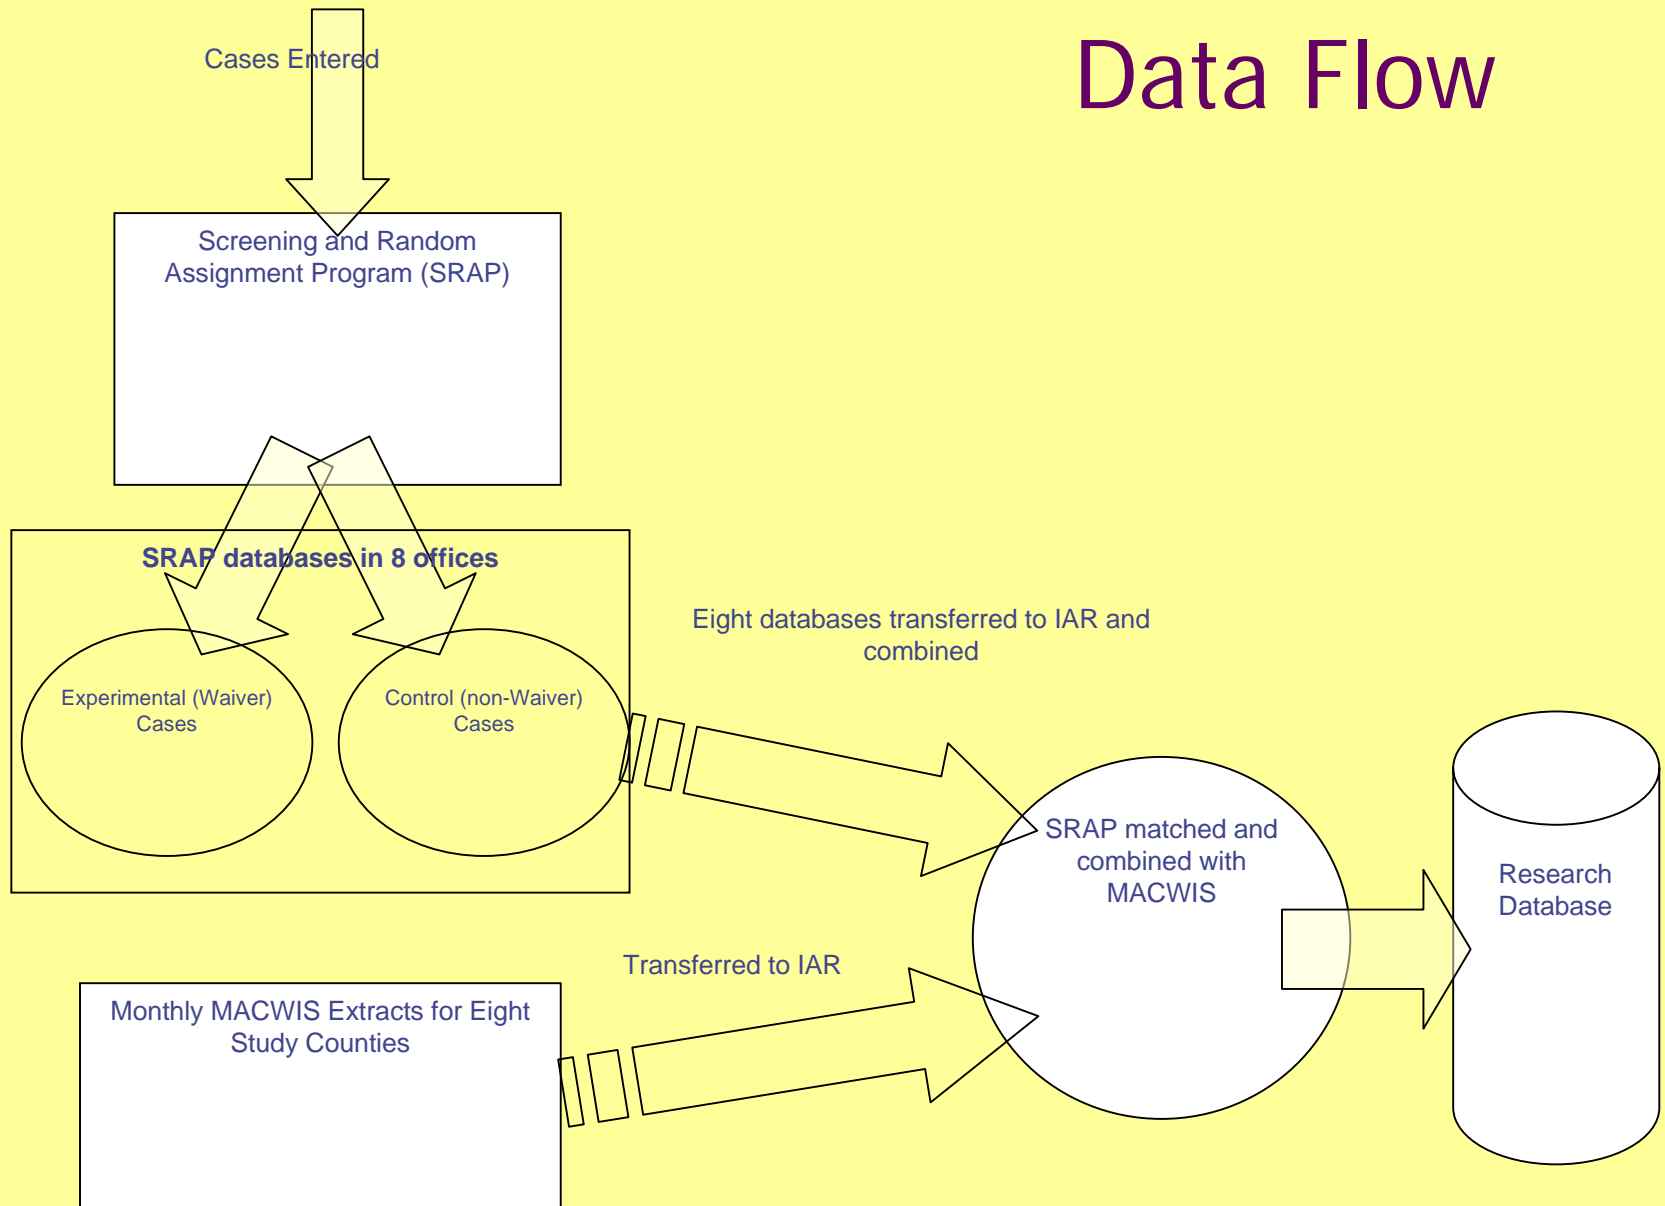 Data Flow
Cases Entered
Screening and Random
Assignment Program (SRAP)
SRAP databases in 8 offices
Experimental (Waiver)
Cases
Control (non-Waiver)
Cases
Eight databases transferred to IAR and
combined
SRAP matched and
combined with
MACWIS
Research
Database
Transferred to IAR
Monthly MACWIS Extracts for Eight
Study Counties